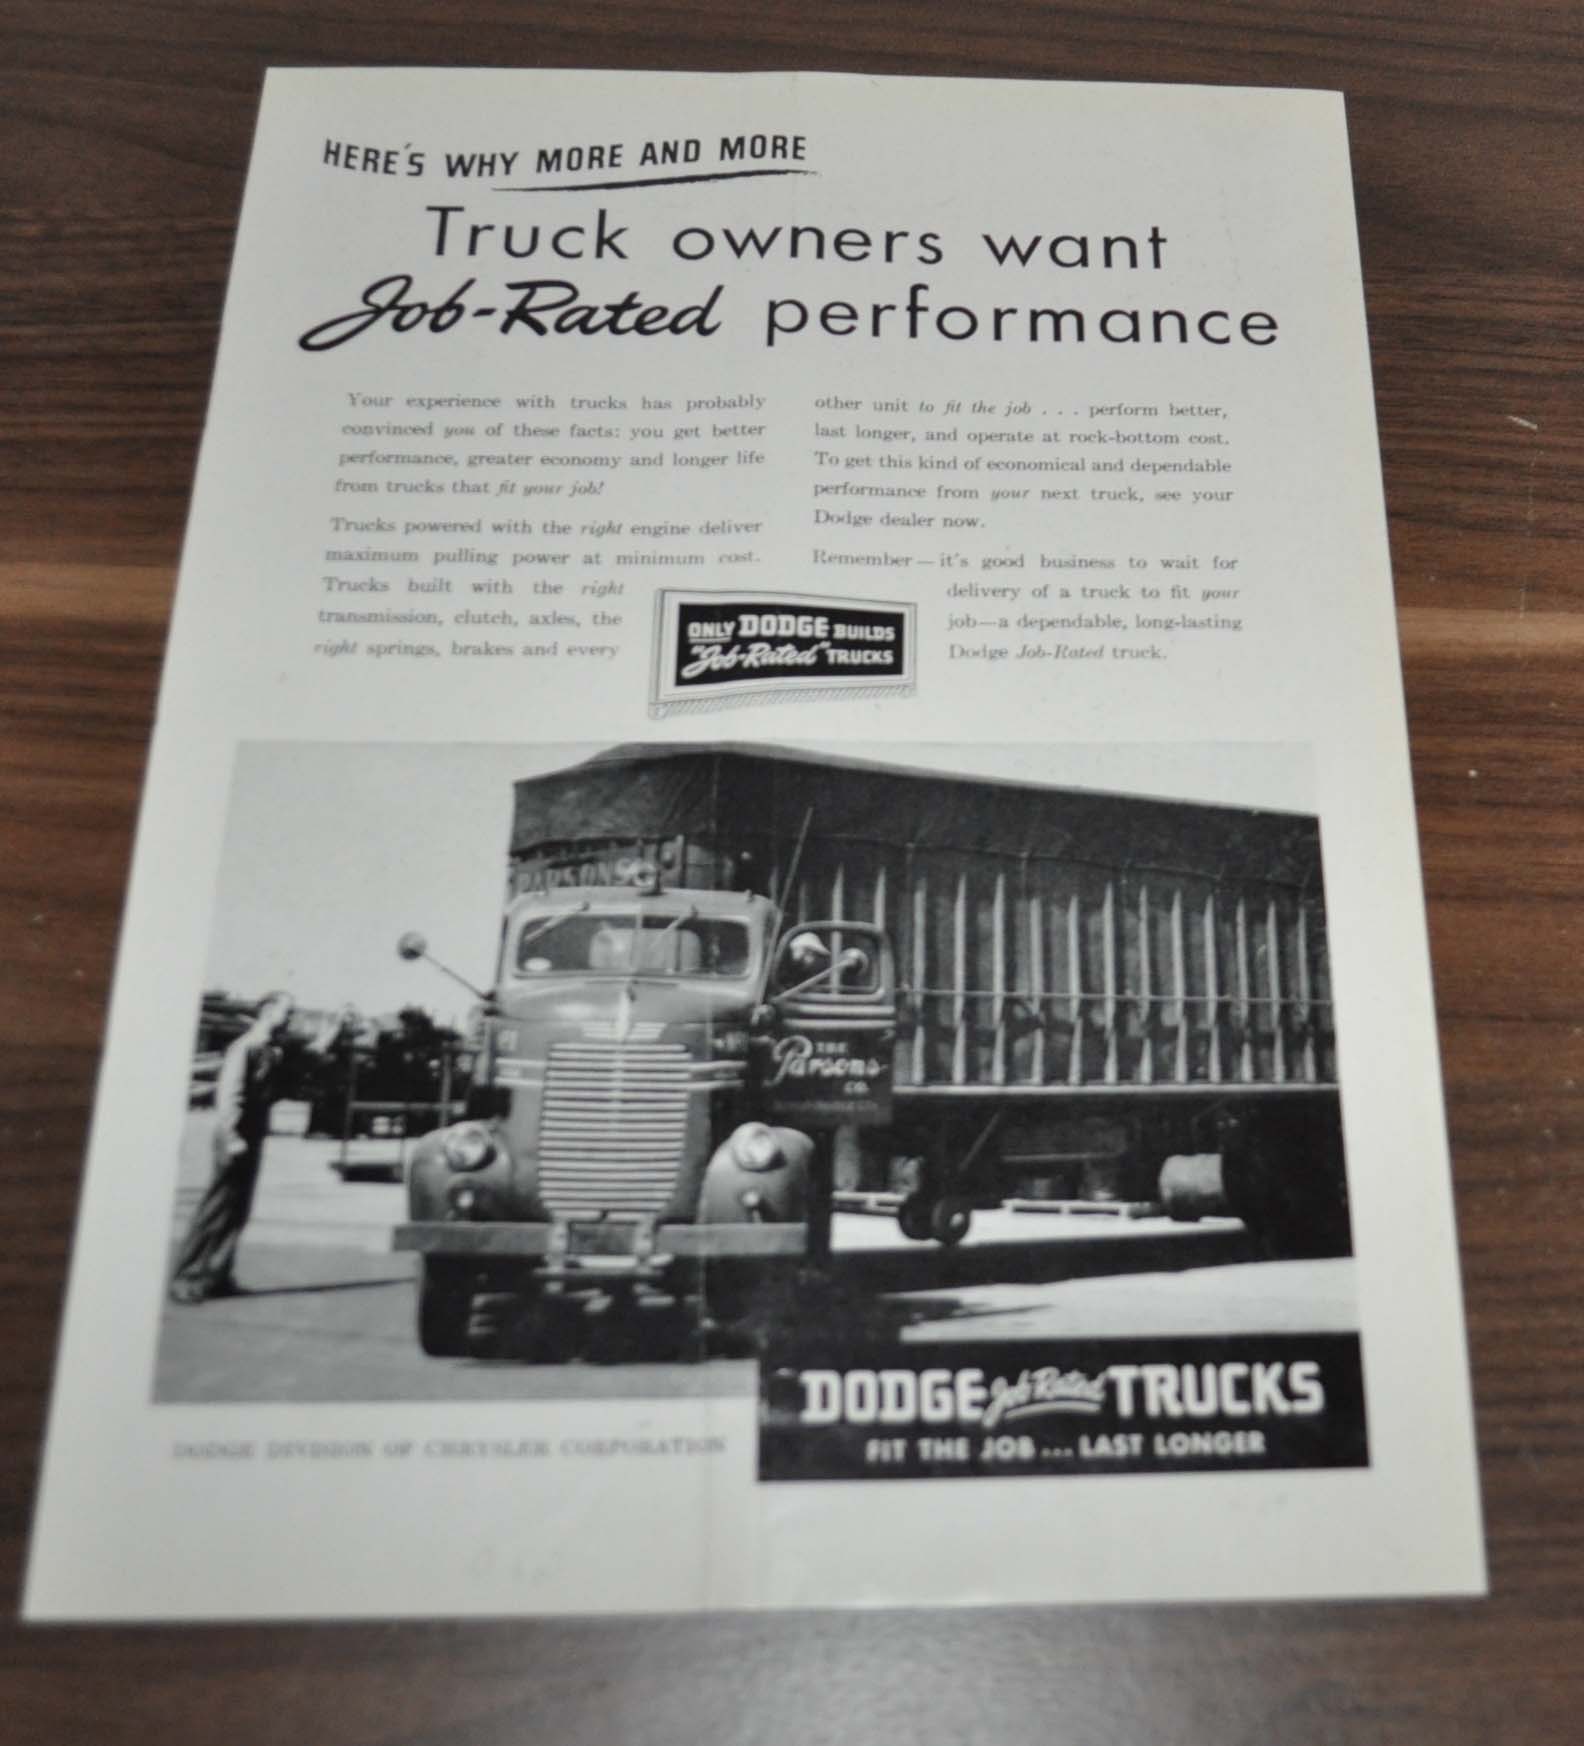 HERE'S WHY MORE AND MORE
Truck owners want
Job-Rated performance
Your experience with trucks has probably
convinced you of these facts: you get better
performance, greater economy and longer life
from trucks that fit your job!
Trucks powered with the right engine deliver
maximum pulling power at minimum cost.
Trucks built with the right
transmission, clutch, axles, the
right springs, brakes and every
other unit to fit the job . . . perform better,
last longer, and operate at rock-bottom cost.
To get this kind of economical and dependable
performance from your next truck, see your
Dodge dealer now.
Remember—it's good business to wait for
delivery of a truck to fit your
job—a dependable, long-lasting
Dodge Job-Rated truck.
ONLY DODGE BUILDS
"Job-Rated" TRUCKS
PARSONS
THE
Parsons
CO.
DODGE Job-Rated TRUCKS
FIT THE JOB ... LAST LONGER
DODGE DIVISION OF CHRYSLER CORPORATION